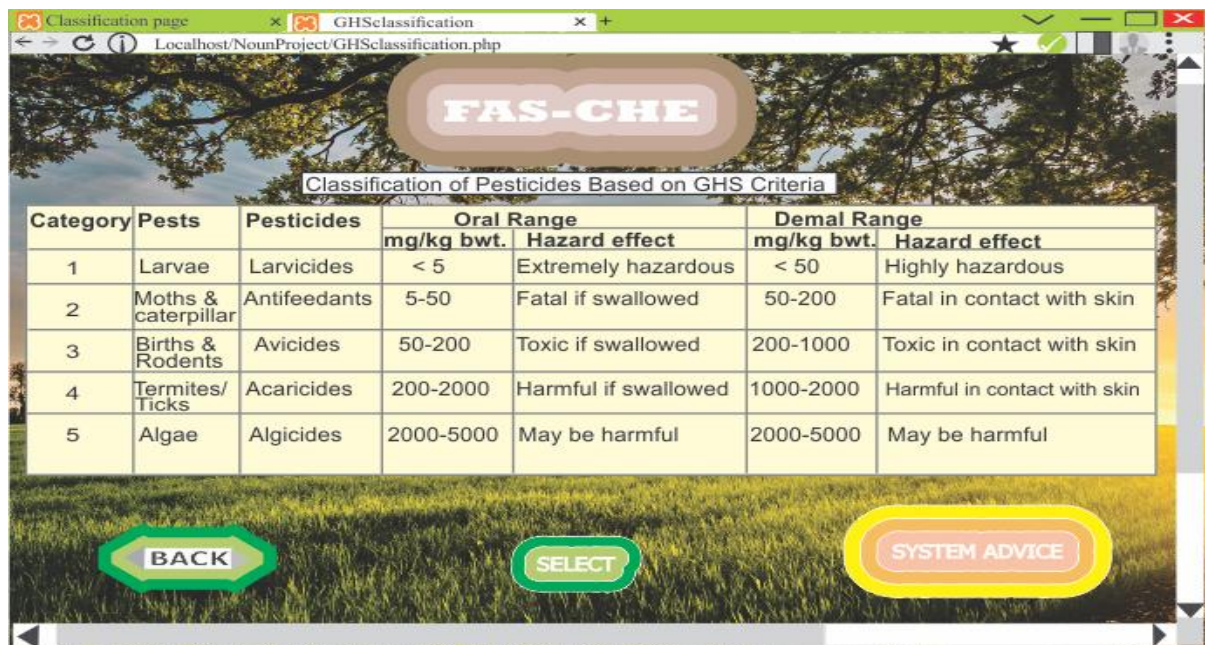 Classification page × GHSclassification × +
Localhost/NounProject/GHSclassification.php
FAS-CHE
Classification of Pesticides Based on GHS Criteria
Category Pests Pesticides Oral Range Demal Range
mg/kg bwt. Hazard effect mg/kg bwt. Hazard effect
1 Larvae Larvicides < 5 Extremely hazardous < 50 Highly hazardous
2 Moths & caterpillar Antifeedants 5-50 Fatal if swallowed 50-200 Fatal in contact with skin
3 Births & Rodents Avicides 50-200 Toxic if swallowed 200-1000 Toxic in contact with skin
4 Termites/ Ticks Acaricides 200-2000 Harmful if swallowed 1000-2000 Harmful in contact with skin
5 Algae Algicides 2000-5000 May be harmful 2000-5000 May be harmful
BACK SELECT SYSTEM ADVICE